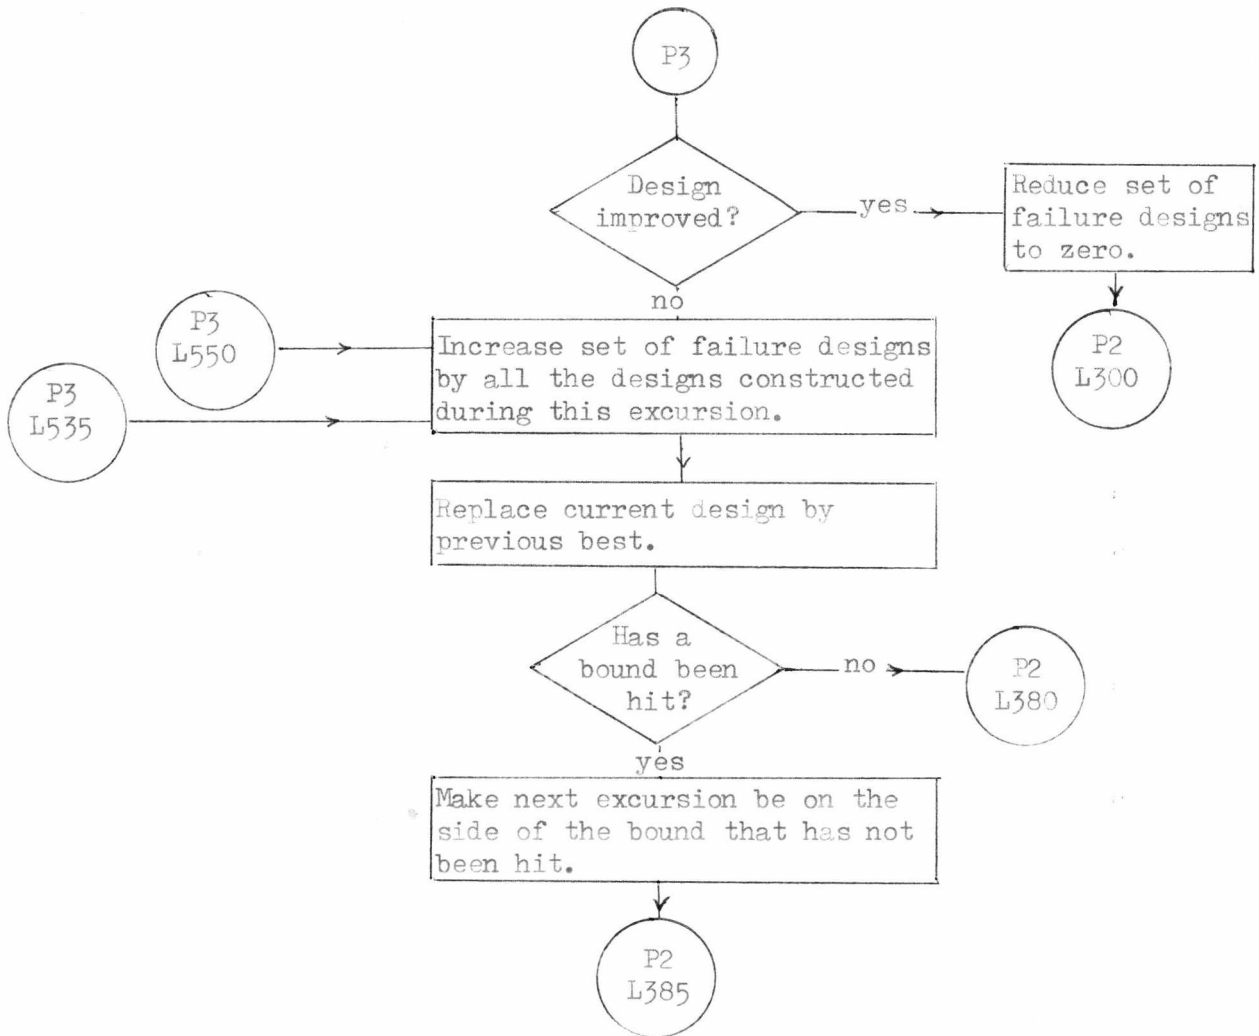 P3
Design
improved?
yes
Reduce set of
failure designs
to zero.
no
P2
L300
P3
L550
P3
L535
Increase set of failure designs
by all the designs constructed
during this excursion.
Replace current design by
previous best.
Has a
bound been
hit?
no
P2
L380
yes
Make next excursion be on the
side of the bound that has not
been hit.
P2
L385